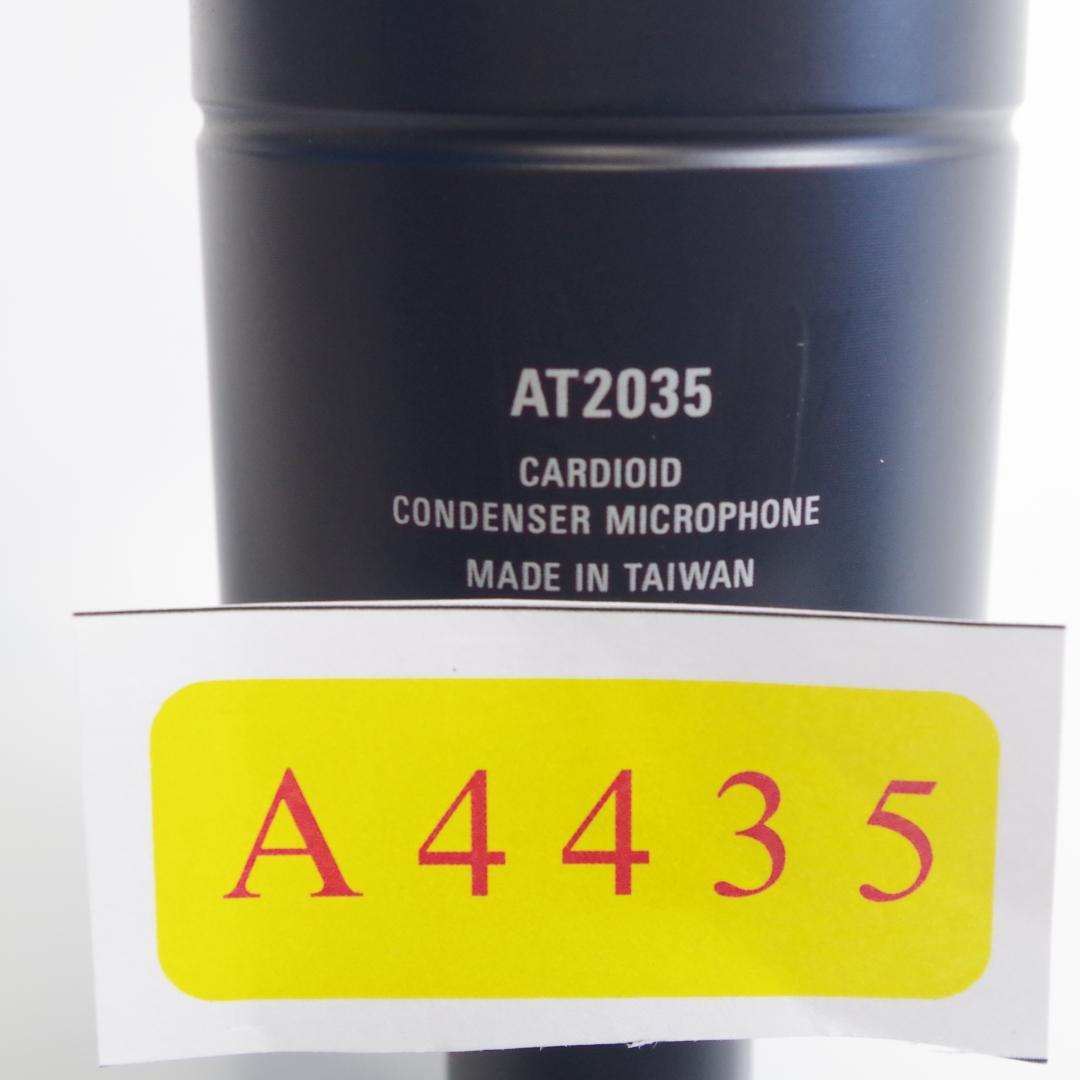 AT2035
CARDIOID
CONDENSER MICROPHONE
MADE IN TAIWAN
A4435